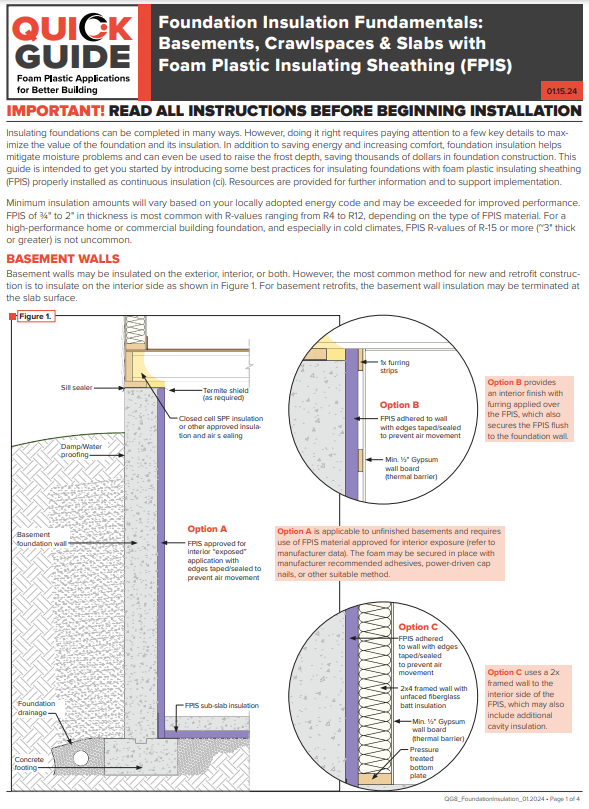 QUICK
GUIDE
Foam Plastic Applications
for Better Building
Foundation Insulation Fundamentals:
Basements, Crawlspaces & Slabs with
Foam Plastic Insulating Sheathing (FPIS)
01.15.24
IMPORTANT! READ ALL INSTRUCTIONS BEFORE BEGINNING INSTALLATION
Insulating foundations can be completed in many ways. However, doing it right requires paying attention to a few key details to max-
imize the value of the foundation and its insulation. In addition to saving energy and increasing comfort, foundation insulation helps
mitigate moisture problems and can even be used to raise the frost depth, saving thousands of dollars in foundation construction. This
guide is intended to get you started by introducing some best practices for insulating foundations with foam plastic insulating sheathing
(FPIS) properly installed as continuous insulation (ci). Resources are provided for further information and to support implementation.
Minimum insulation amounts will vary based on your locally adopted energy code and may be exceeded for improved performance.
FPIS of ¾" to 2" in thickness is most common with R-values ranging from R4 to R12, depending on the type of FPIS material. For a
high-performance home or commercial building foundation, and especially in cold climates, FPIS R-values of R-15 or more (~3" thick
or greater) is not uncommon.
BASEMENT WALLS
Basement walls may be insulated on the exterior, interior, or both. However, the most common method for new and retrofit construc-
tion is to insulate on the interior side as shown in Figure 1. For basement retrofits, the basement wall insulation may be terminated at
the slab surface.
Figure 1.
Sill sealer
Termite shield
(as required)
Closed cell SPF insulation
or other approved insula-
tion and air s ealing
Damp/Water
proofing
Basement
foundation wall
Option A
FPIS approved for
interior "exposed"
application with
edges taped/sealed to
prevent air movement
FPIS sub-slab insulation
Foundation
drainage
Concrete
footing
1x furring
strips
Option B
FPIS adhered to wall
with edges taped/sealed
to prevent air movement
Min. ½" Gypsum
wall board
(thermal barrier)
Option B provides
an interior finish with
furring applied over
the FPIS, which also
secures the FPIS flush
to the foundation wall.
Option A is applicable to unfinished basements and requires
use of FPIS material approved for interior exposure (refer to
manufacturer data). The foam may be secured in place with
manufacturer recommended adhesives, power-driven cap
nails, or other suitable method.
Option C
FPIS adhered
to wall with edges
taped/sealed
to prevent air
movement
2x4 framed wall with
unfaced fiberglass
batt insulation
Min. ½" Gypsum
wall board
(thermal barrier)
Pressure
treated
bottom
plate
Option C uses a 2x
framed wall to the
interior side of the
FPIS, which may also
include additional
cavity insulation.
QG8_FoundationInsulation_01.2024 • Page 1 of 4